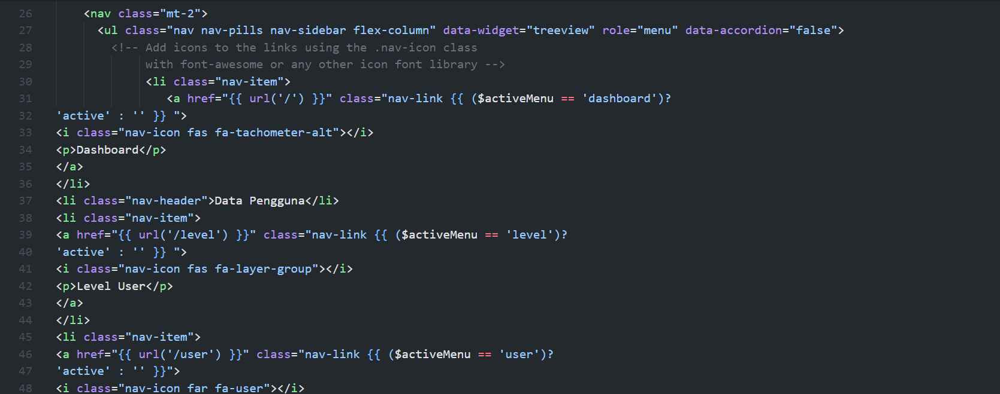 26 <nav class="mt-2">
27 <ul class="nav nav-pills nav-sidebar flex-column" data-widget="treeview" role="menu" data-accordion="false">
28 <!-- Add icons to the links using the .nav-icon class
29 with font-awesome or any other icon font library -->
30 <li class="nav-item">
31 <a href="{{ url('/') }}" class="nav-link {{ ($activeMenu == 'dashboard')?
32 'active' : '' }} ">
33 <i class="nav-icon fas fa-tachometer-alt"></i>
34 <p>Dashboard</p>
35 </a>
36 </li>
37 <li class="nav-header">Data Pengguna</li>
38 <li class="nav-item">
39 <a href="{{ url('/level') }}" class="nav-link {{ ($activeMenu == 'level')?
40 'active' : '' }} ">
41 <i class="nav-icon fas fa-layer-group"></i>
42 <p>Level User</p>
43 </a>
44 </li>
45 <li class="nav-item">
46 <a href="{{ url('/user') }}" class="nav-link {{ ($activeMenu == 'user')?
47 'active' : '' }}">
48 <i class="nav-icon far fa-user"></i>